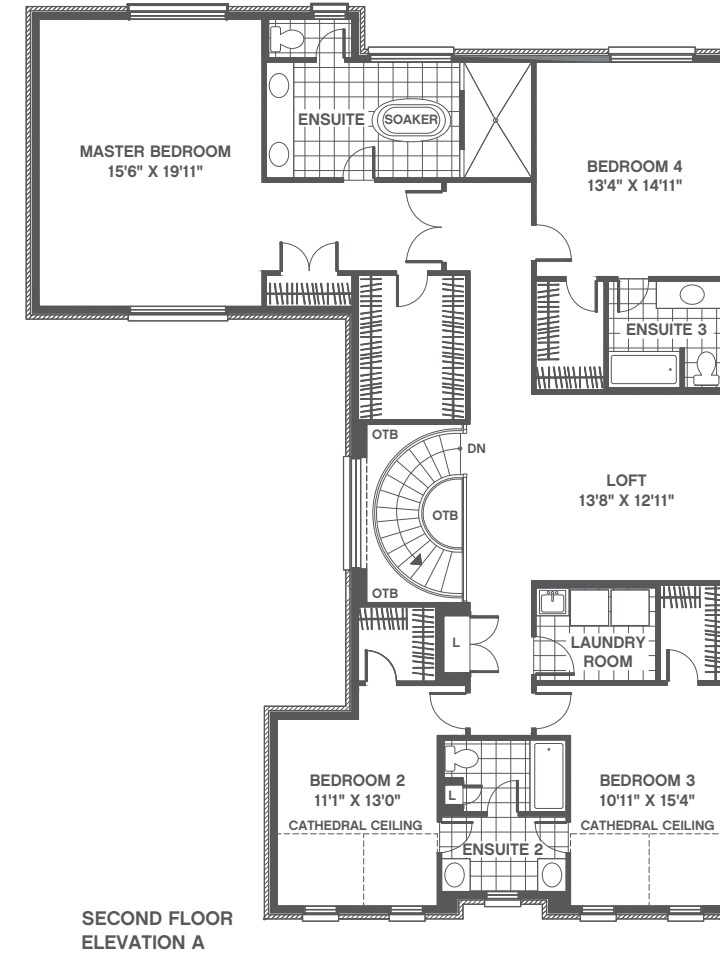 ENSUITE
SOAKER
MASTER BEDROOM
15'6" X 19'11"
BEDROOM 4
13'4" X 14'11"
ENSUITE 3
OTB
DN
LOFT
13'8" X 12'11"
OTB
OTB
L
LAUNDRY
ROOM
BEDROOM 2
11'1" X 13'0"
CATHEDRAL CEILING
L
ENSUITE 2
BEDROOM 3
10'11" X 15'4"
CATHEDRAL CEILING
SECOND FLOOR
ELEVATION A